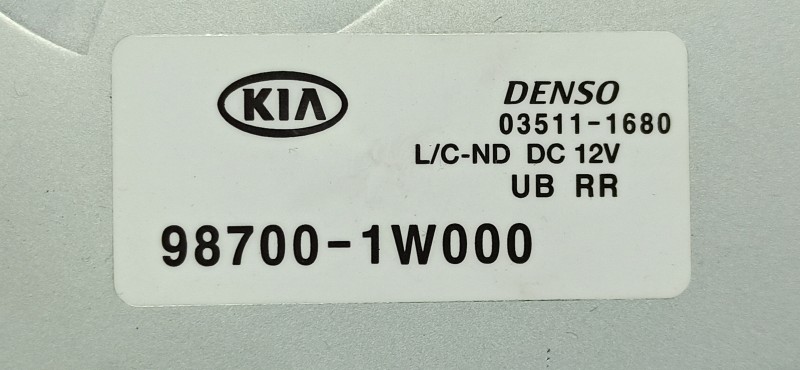 KIA
DENSO
03511-1680
L/C-ND DC 12V
UB RR
98700-1W000